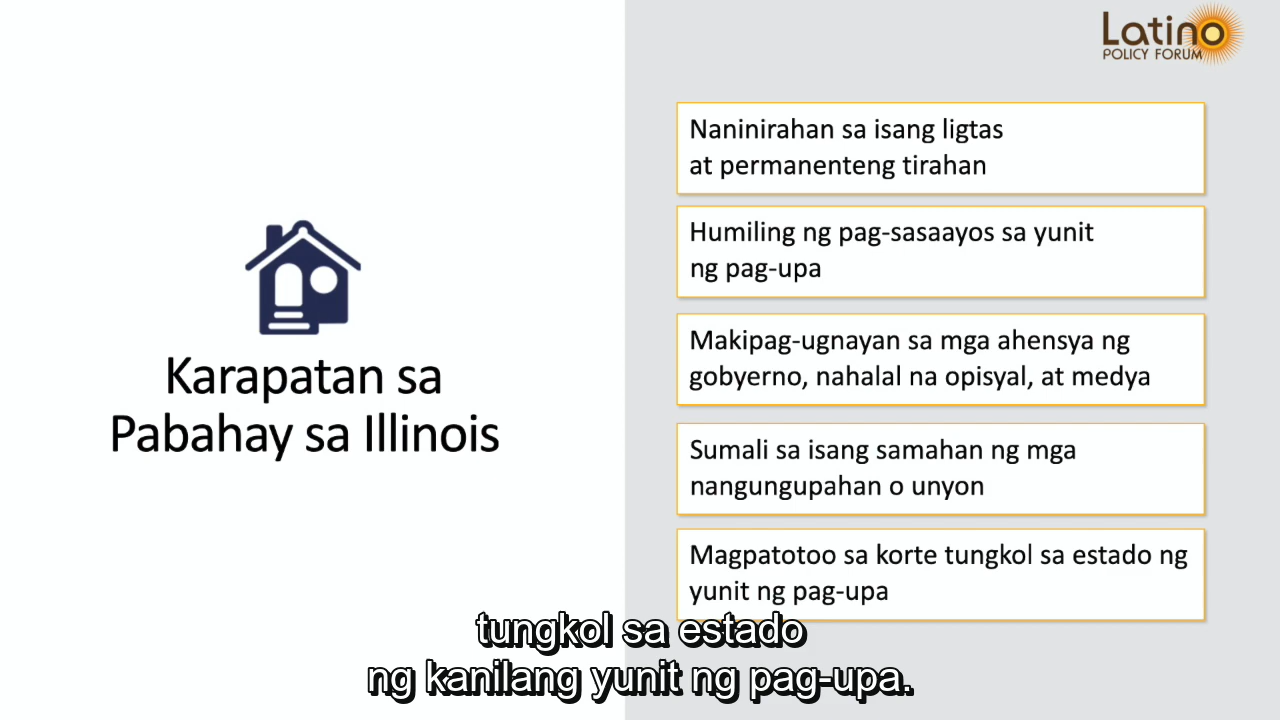 Latino
POLICY FORUM
Karapatan sa
Pabahay sa Illinois
Naninirahan sa isang ligtas
at permanenteng tirahan
Humiling ng pag-sasaayos sa yunit
ng pag-upa
Makipag-ugnayan sa mga ahensya ng
gobyerno, nahalal na opisyal, at medya
Sumali sa isang samahan ng mga
nangungupahan o unyon
Magpatotoo sa korte tungkol sa estado ng
yunit ng pag-upa
tungkol sa estado
ng kanilang yunit ng pag-upa.